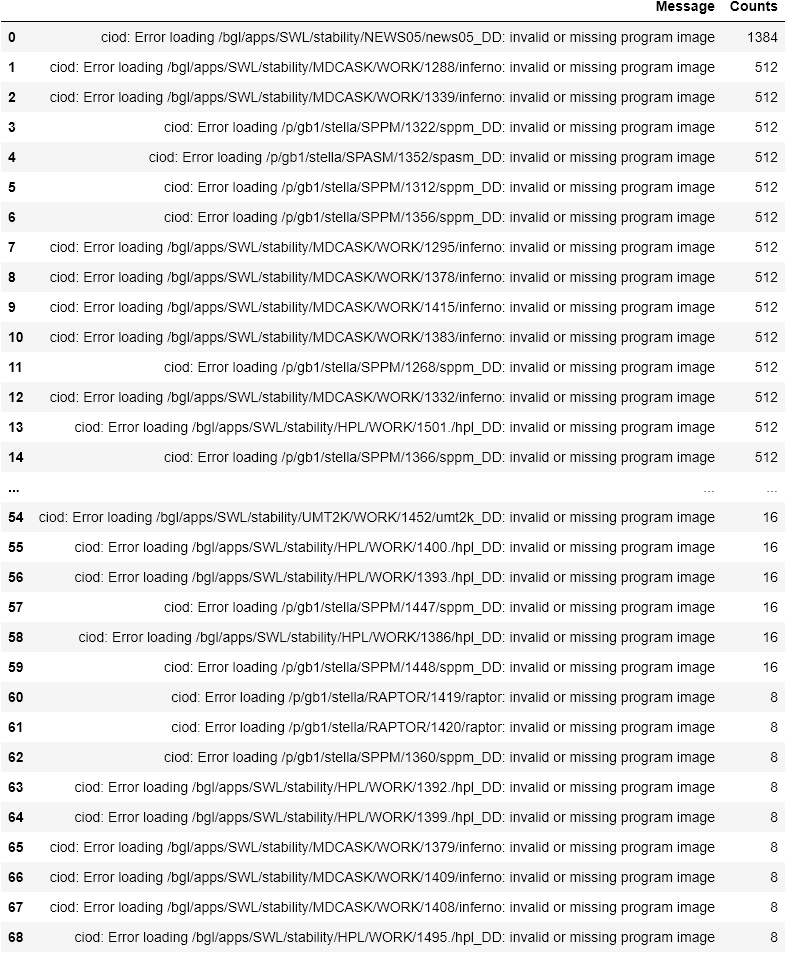 Message Counts
0 ciod: Error loading /bgl/apps/SWL/stability/NEWS05/news05_DD: invalid or missing program image 1384
1 ciod: Error loading /bgl/apps/SWL/stability/MDCASK/WORK/1288/inferno: invalid or missing program image 512
2 ciod: Error loading /bgl/apps/SWL/stability/MDCASK/WORK/1339/inferno: invalid or missing program image 512
3 ciod: Error loading /p/gb1/stella/SPPM/1322/sppm_DD: invalid or missing program image 512
4 ciod: Error loading /p/gb1/stella/SPASM/1352/spasm_DD: invalid or missing program image 512
5 ciod: Error loading /p/gb1/stella/SPPM/1312/sppm_DD: invalid or missing program image 512
6 ciod: Error loading /p/gb1/stella/SPPM/1356/sppm_DD: invalid or missing program image 512
7 ciod: Error loading /bgl/apps/SWL/stability/MDCASK/WORK/1295/inferno: invalid or missing program image 512
8 ciod: Error loading /bgl/apps/SWL/stability/MDCASK/WORK/1378/inferno: invalid or missing program image 512
9 ciod: Error loading /bgl/apps/SWL/stability/MDCASK/WORK/1415/inferno: invalid or missing program image 512
10 ciod: Error loading /bgl/apps/SWL/stability/MDCASK/WORK/1383/inferno: invalid or missing program image 512
11 ciod: Error loading /p/gb1/stella/SPPM/1268/sppm_DD: invalid or missing program image 512
12 ciod: Error loading /bgl/apps/SWL/stability/MDCASK/WORK/1332/inferno: invalid or missing program image 512
13 ciod: Error loading /bgl/apps/SWL/stability/HPL/WORK/1501./hpl_DD: invalid or missing program image 512
14 ciod: Error loading /p/gb1/stella/SPPM/1366/sppm_DD: invalid or missing program image 512
... ... ...
54 ciod: Error loading /bgl/apps/SWL/stability/UMT2K/WORK/1452/umt2k_DD: invalid or missing program image 16
55 ciod: Error loading /bgl/apps/SWL/stability/HPL/WORK/1400./hpl_DD: invalid or missing program image 16
56 ciod: Error loading /bgl/apps/SWL/stability/HPL/WORK/1393./hpl_DD: invalid or missing program image 16
57 ciod: Error loading /p/gb1/stella/SPPM/1447/sppm_DD: invalid or missing program image 16
58 ciod: Error loading /bgl/apps/SWL/stability/HPL/WORK/1386/hpl_DD: invalid or missing program image 16
59 ciod: Error loading /p/gb1/stella/SPPM/1448/sppm_DD: invalid or missing program image 16
60 ciod: Error loading /p/gb1/stella/RAPTOR/1419/raptor: invalid or missing program image 8
61 ciod: Error loading /p/gb1/stella/RAPTOR/1420/raptor: invalid or missing program image 8
62 ciod: Error loading /p/gb1/stella/SPPM/1360/sppm_DD: invalid or missing program image 8
63 ciod: Error loading /bgl/apps/SWL/stability/HPL/WORK/1392./hpl_DD: invalid or missing program image 8
64 ciod: Error loading /bgl/apps/SWL/stability/HPL/WORK/1399./hpl_DD: invalid or missing program image 8
65 ciod: Error loading /bgl/apps/SWL/stability/MDCASK/WORK/1379/inferno: invalid or missing program image 8
66 ciod: Error loading /bgl/apps/SWL/stability/MDCASK/WORK/1409/inferno: invalid or missing program image 8
67 ciod: Error loading /bgl/apps/SWL/stability/MDCASK/WORK/1408/inferno: invalid or missing program image 8
68 ciod: Error loading /bgl/apps/SWL/stability/HPL/WORK/1495./hpl_DD: invalid or missing program image 8